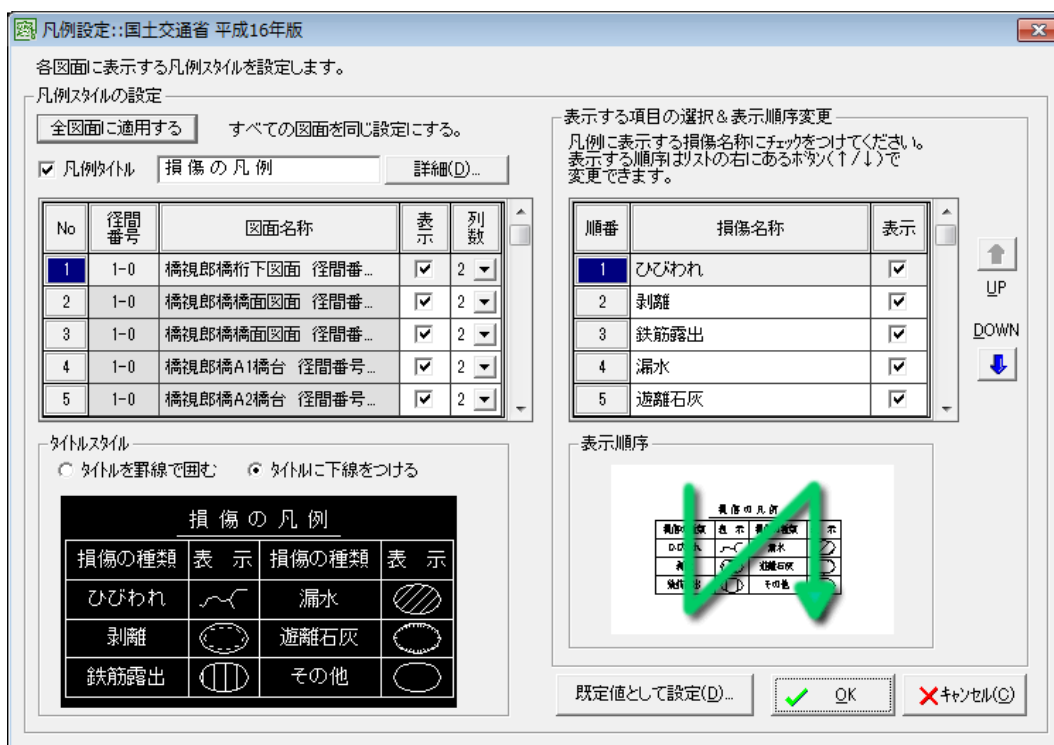 凡例設定::国土交通省 平成16年版
各図面に表示する凡例ｽﾀｲﾙを設定します。
凡例ｽﾀｲﾙの設定
全図面に適用する
すべての図面を同じ設定にする。
凡例ﾀｲﾄﾙ
損傷の凡例
詳細(D)...
No 径間番号 図面名称 表示 列数
1 1-0 橋視郎橋桁下図面 径間番... 2
2 1-0 橋視郎橋橋面図面 径間番... 2
3 1-0 橋視郎橋橋面図面 径間番... 2
4 1-0 橋視郎橋A1橋台 径間番号... 2
5 1-0 橋視郎橋A2橋台 径間番号... 2
ﾀｲﾄﾙｽﾀｲﾙ
ﾀｲﾄﾙを罫線で囲む
ﾀｲﾄﾙに下線をつける
損傷の凡例
損傷の種類 表示 損傷の種類 表示
ひびわれ 漏水
剥離 遊離石灰
鉄筋露出 その他
表示する項目の選択＆表示順序変更
凡例に表示する損傷名称にﾁｪｯｸをつけてください。
表示する順序はﾘｽﾄの右にあるﾎﾞﾀﾝ(↑/↓)で
変更できます。
順番 損傷名称 表示
1 ひびわれ
2 剥離
3 鉄筋露出
4 漏水
5 遊離石灰
UP
DOWN
表示順序
損傷の凡例
表示
漏水
遊離石灰
その他
既定値として設定(D)...
OK
ｷｬﾝｾﾙ(C)